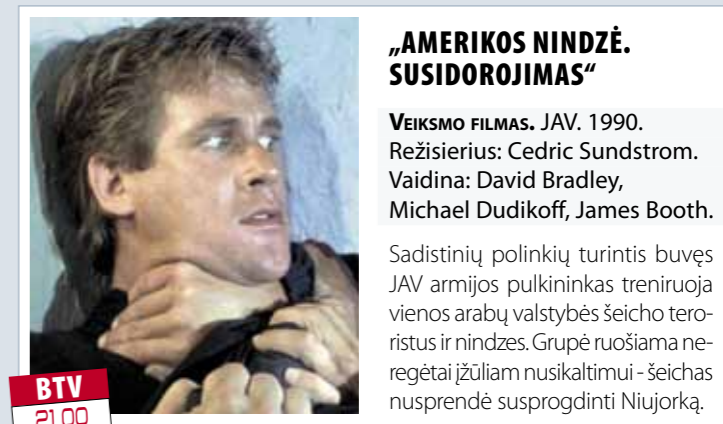 „AMERIKOS NINDZĖ.
SUSIDOROJIMAS“
VEIKSMO FILMAS. JAV. 1990.
Režisierius: Cedric Sundstrom.
Vaidina: David Bradley,
Michael Dudikoff, James Booth.
Sadistinių polinkių turintis buvęs
JAV armijos pulkininkas treniruoja
vienos arabų valstybės šeicho tero-
ristus ir nindzes. Grupė ruošiama ne-
regėtai įžūliam nusikaltimui - šeichas
nusprendė susprogdinti Niujorką.
BTV
21.00